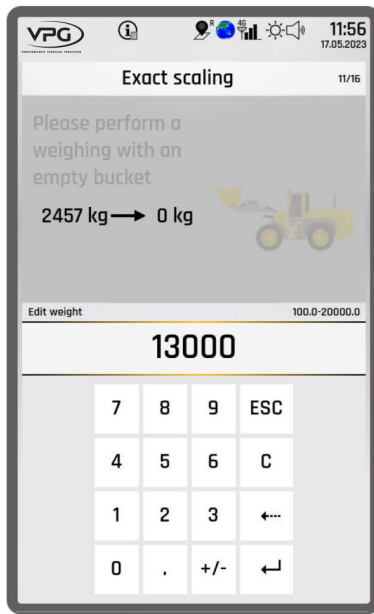 VPG
R
4G
11:56
17.05.2023
Exact scaling
11/16
Please perform a
weighing with an
empty bucket
2457 kg → 0 kg
Edit weight
100.0-20000.0
13000
7 8 9 ESC
4 5 6 C
1 2 3 ←
0 . +/- ↵